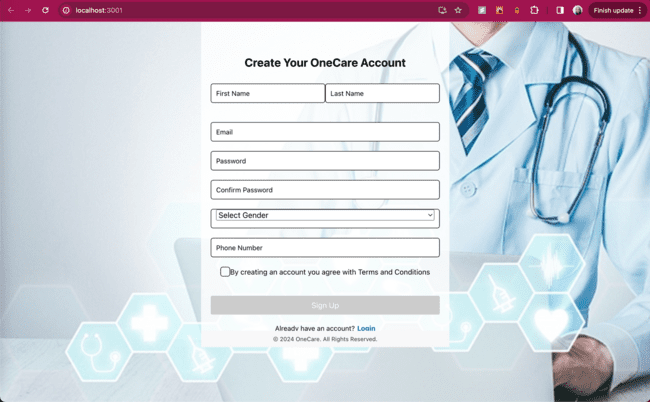 localhost:3001
Finish update
Create Your OneCare Account
First Name
Last Name
Email
Password
Confirm Password
Select Gender
Phone Number
By creating an account you agree with Terms and Conditions
Sign Up
Already have an account? Login
© 2024 OneCare. All Rights Reserved.